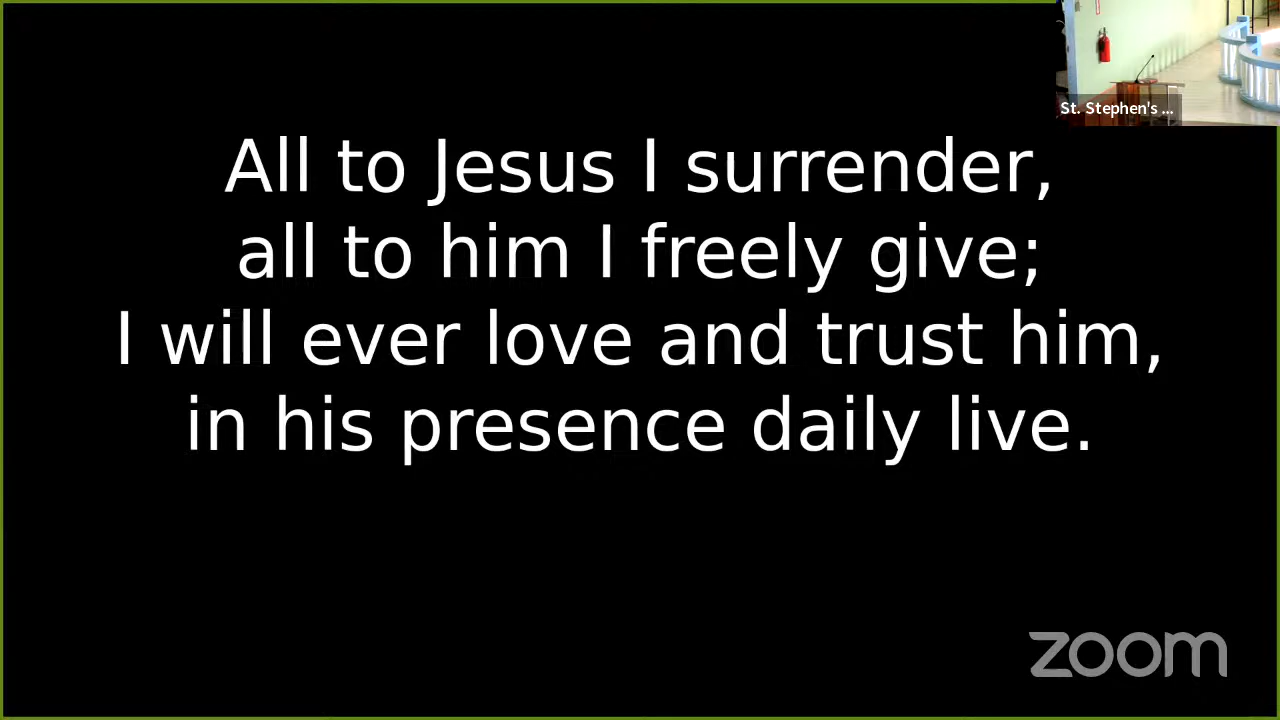 St. Stephen's ...
All to Jesus I surrender,
all to him I freely give;
I will ever love and trust him,
in his presence daily live.
zoom